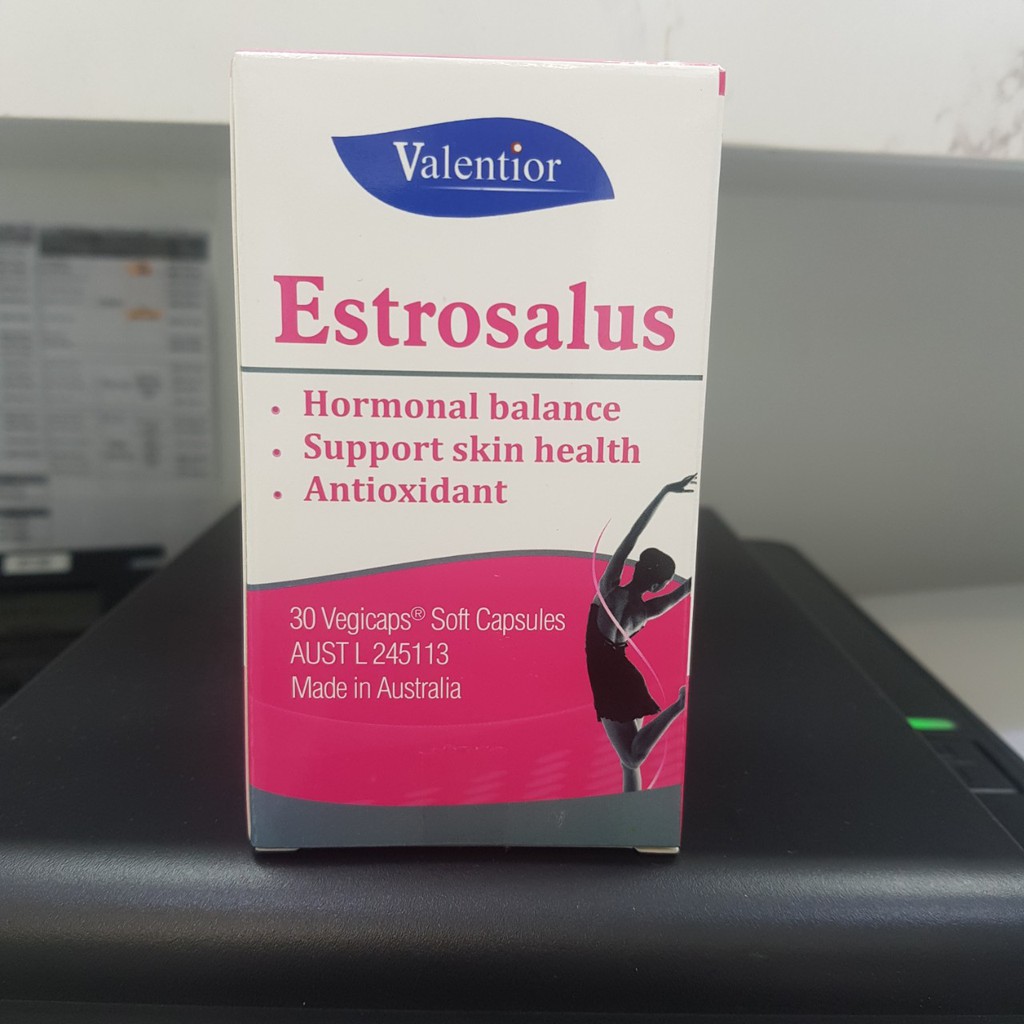 Valentior
Estrosalus
• Hormonal balance
• Support skin health
• Antioxidant
30 Vegicaps® Soft Capsules
AUST L 245113
Made in Australia